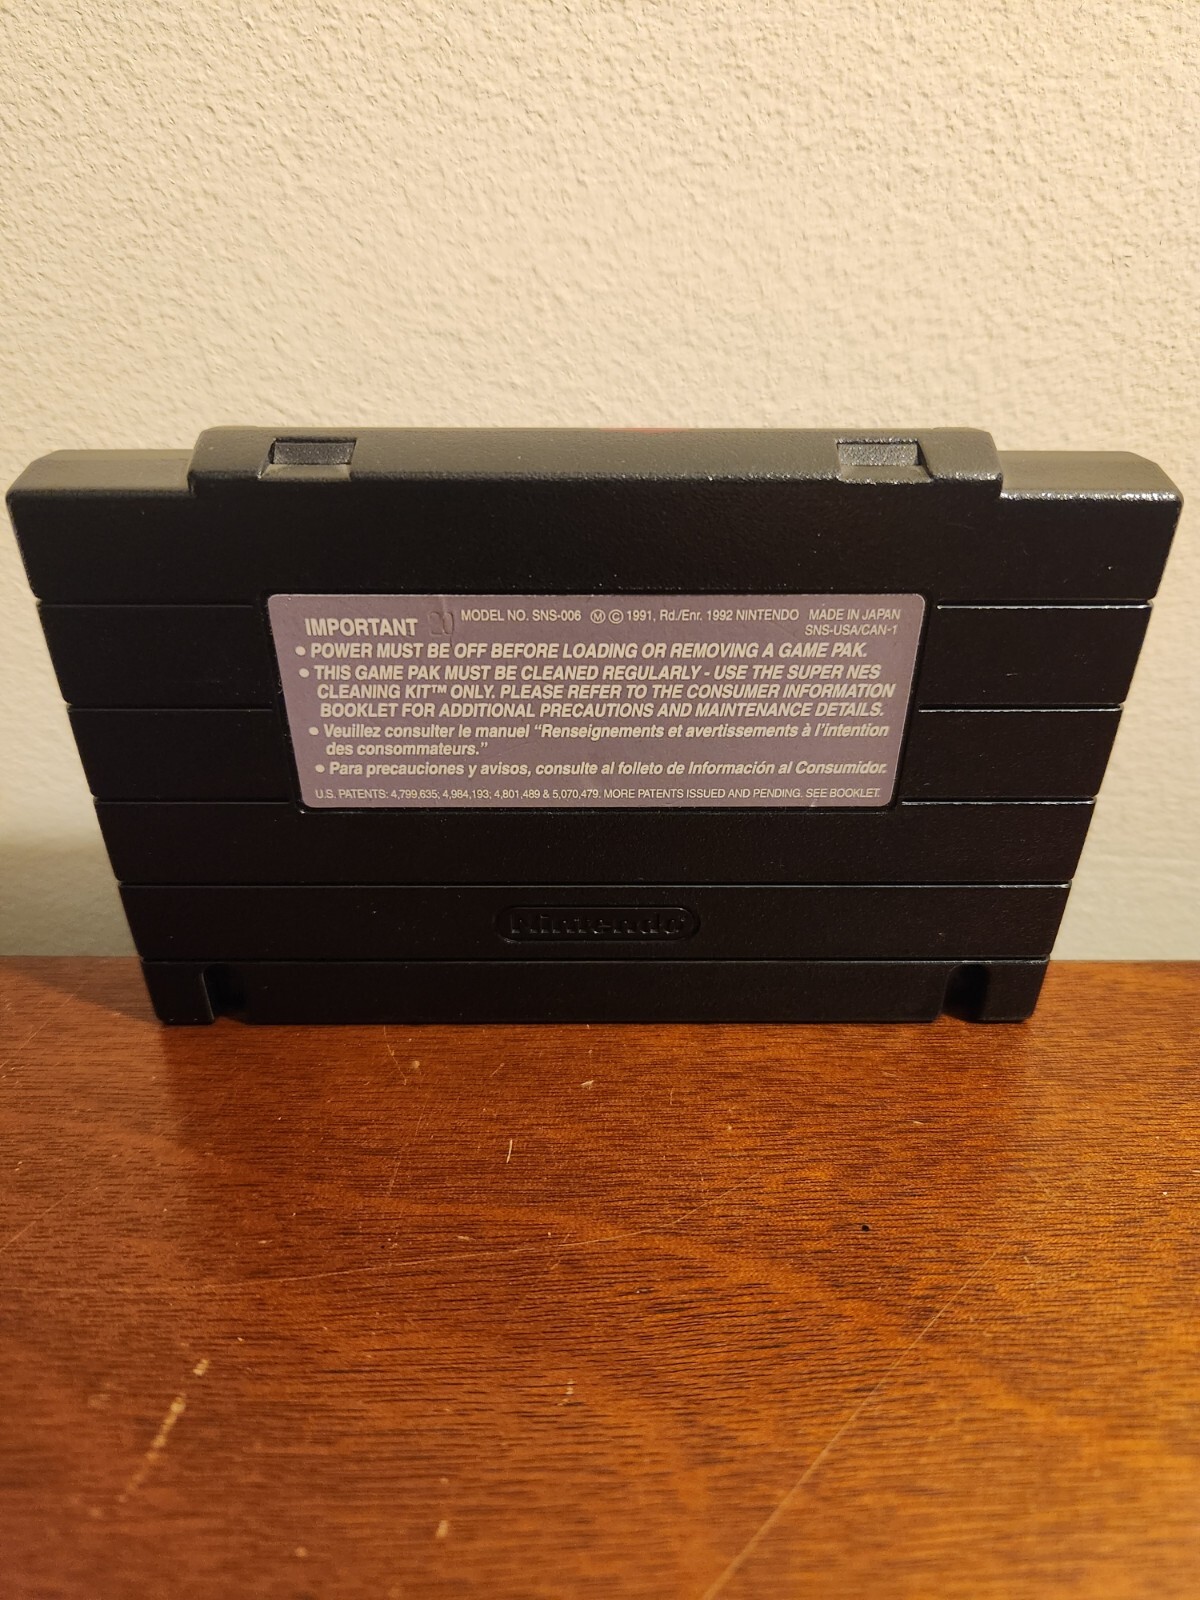 IMPORTANT MODEL NO. SNS-006 Ⓜ © 1991, Rd./Enr. 1992 NINTENDO MADE IN JAPAN
SNS-USA/CAN-1
• POWER MUST BE OFF BEFORE LOADING OR REMOVING A GAME PAK.
• THIS GAME PAK MUST BE CLEANED REGULARLY - USE THE SUPER NES
CLEANING KIT™ ONLY. PLEASE REFER TO THE CONSUMER INFORMATION
BOOKLET FOR ADDITIONAL PRECAUTIONS AND MAINTENANCE DETAILS.
• Veuillez consulter le manuel “Renseignements et avertissements à l’intention
des consommateurs.”
• Para precauciones y avisos, consulte al folleto de Información al Consumidor.
U.S. PATENTS: 4,799,635; 4,984,193; 4,801,489 & 5,070,479. MORE PATENTS ISSUED AND PENDING. SEE BOOKLET.
Nintendo